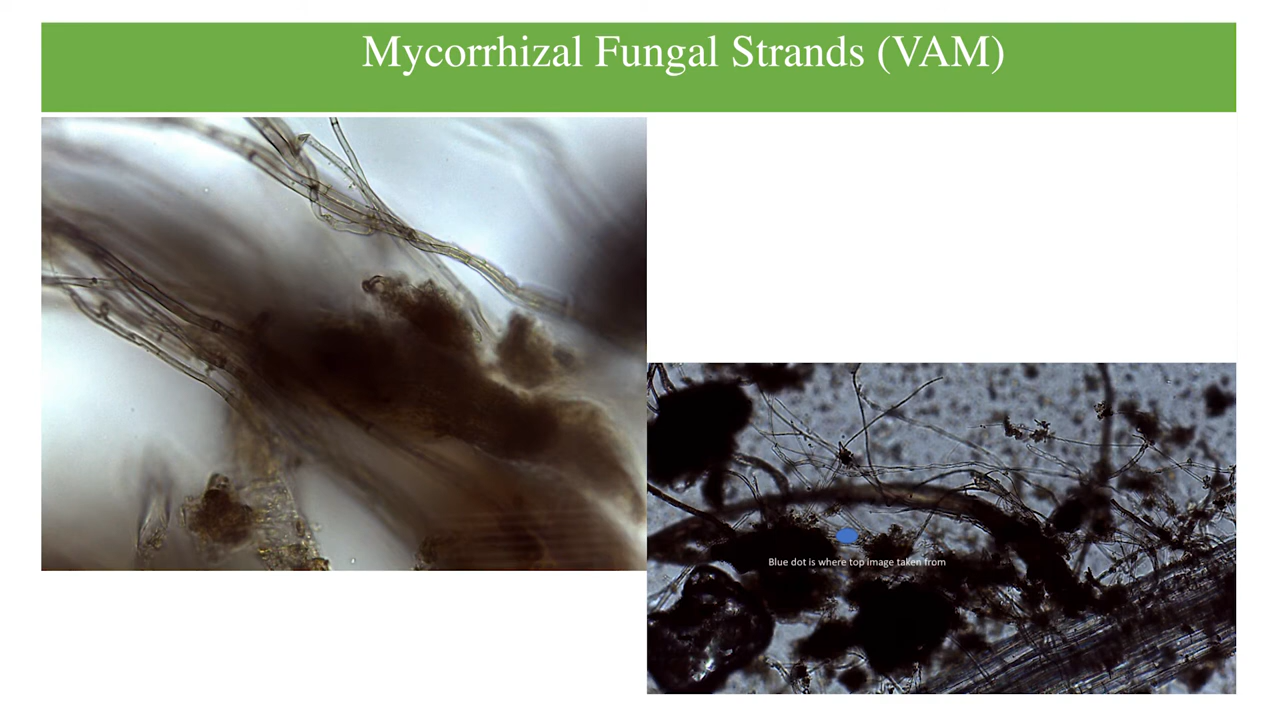 Mycorrhizal Fungal Strands (VAM)
Blue dot is where top image taken from